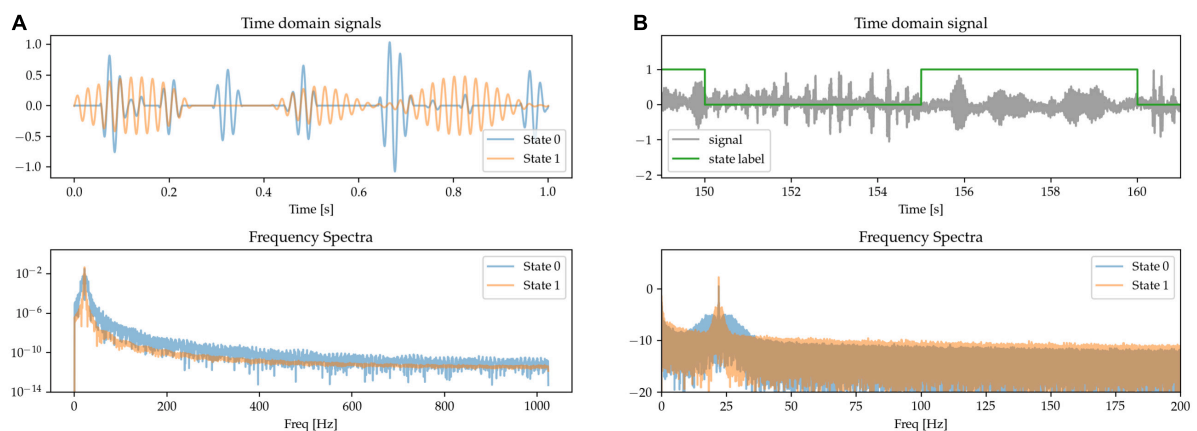 A
Time domain signals
1.0
0.5
0.0
−0.5
−1.0
State 0
State 1
0.0 0.2 0.4 0.6 0.8 1.0
Time [s]
Frequency Spectra
10⁻²
10⁻⁶
10⁻¹⁰
10⁻¹⁴
State 0
State 1
0 200 400 600 800 1000
Freq [Hz]
B
Time domain signal
1
0
−1
−2
signal
state label
150 152 154 156 158 160
Time [s]
Frequency Spectra
0
−10
−20
State 0
State 1
0 25 50 75 100 125 150 175 200
Freq [Hz]